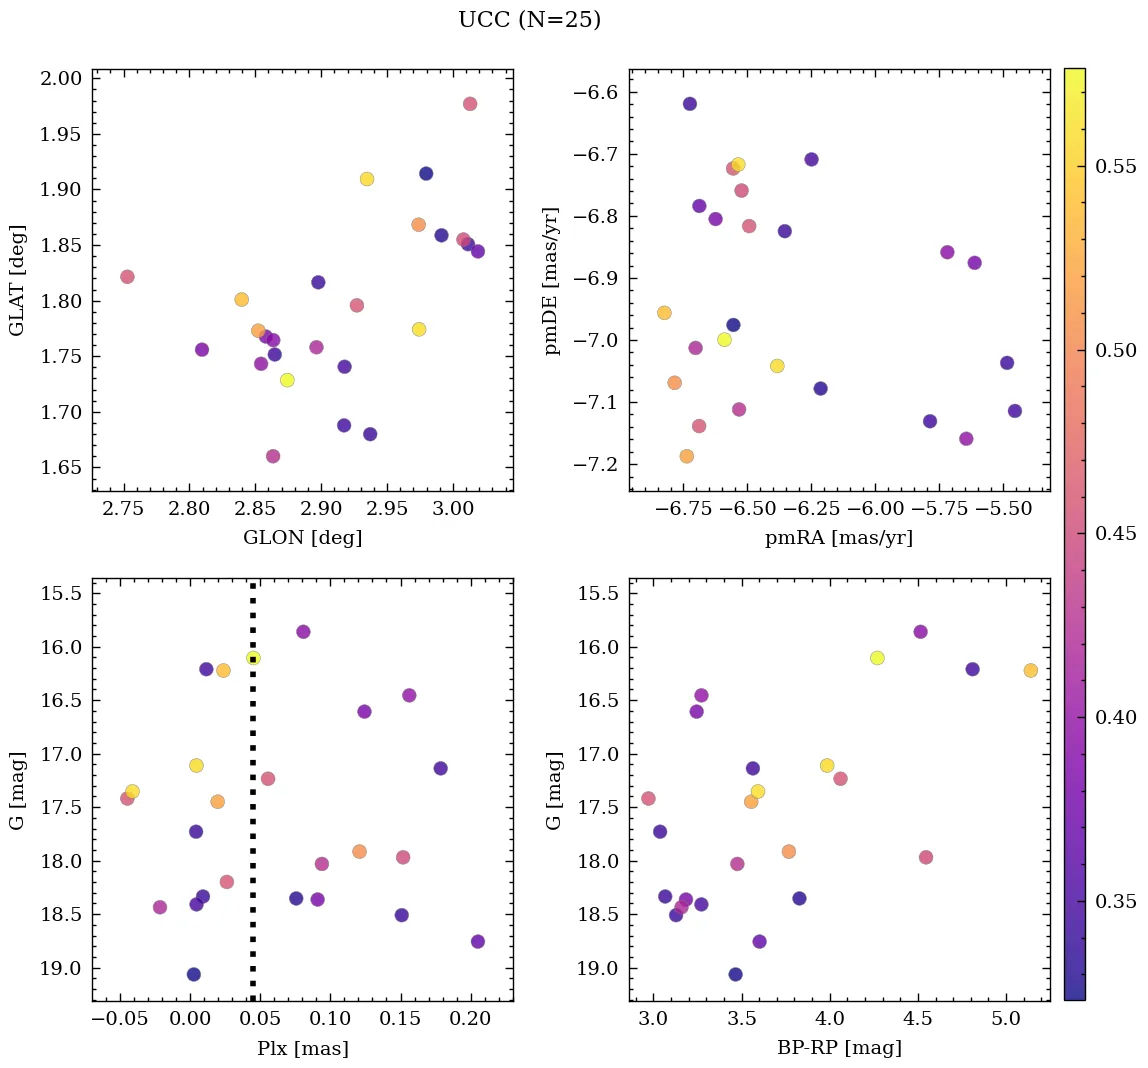 UCC (N=25)
2.00
1.95
1.90
1.85
1.80
1.75
1.70
1.65
GLAT [deg]
2.75 2.80 2.85 2.90 2.95 3.00
GLON [deg]
−6.6
−6.7
−6.8
−6.9
−7.0
−7.1
−7.2
pmDE [mas/yr]
−6.75 −6.50 −6.25 −6.00 −5.75 −5.50
pmRA [mas/yr]
15.5
16.0
16.5
17.0
17.5
18.0
18.5
19.0
G [mag]
−0.05 0.00 0.05 0.10 0.15 0.20
Plx [mas]
15.5
16.0
16.5
17.0
17.5
18.0
18.5
19.0
G [mag]
3.0 3.5 4.0 4.5 5.0
BP-RP [mag]
0.55
0.50
0.45
0.40
0.35